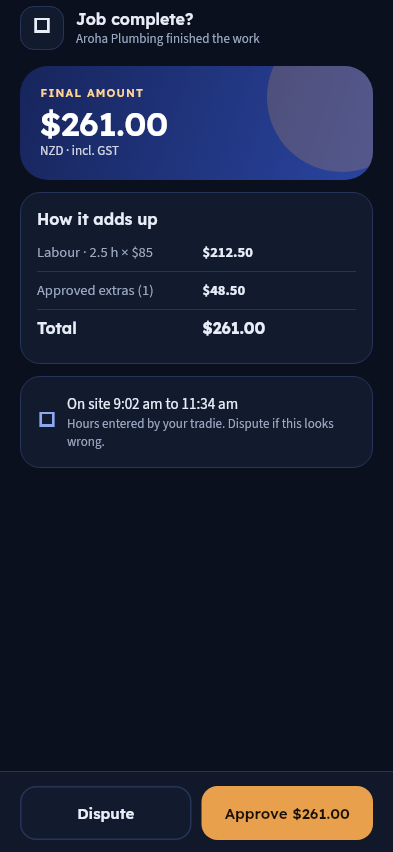 Job complete?
Aroha Plumbing finished the work
FINAL AMOUNT
$261.00
NZD · incl. GST
How it adds up
Labour · 2.5 h × $85 $212.50
Approved extras (1) $48.50
Total $261.00
On site 9:02 am to 11:34 am
Hours entered by your tradie. Dispute if this looks
wrong.
Dispute
Approve $261.00